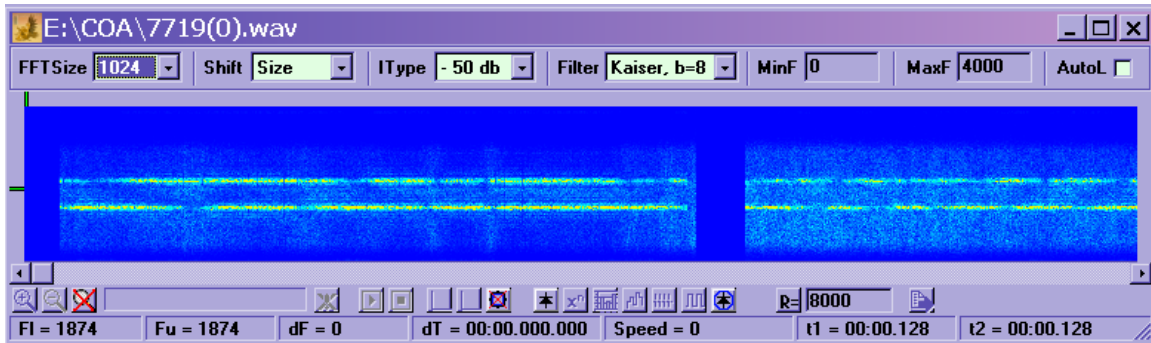 E:\COA\7719(0).wav
FFTSize 1024 Shift Size IType - 50 db Filter Kaiser, b=8 MinF 0 MaxF 4000 AutoL
R= 8000
Fl = 1874 Fu = 1874 dF = 0 dT = 00:00.000.000 Speed = 0 t1 = 00:00.128 t2 = 00:00.128